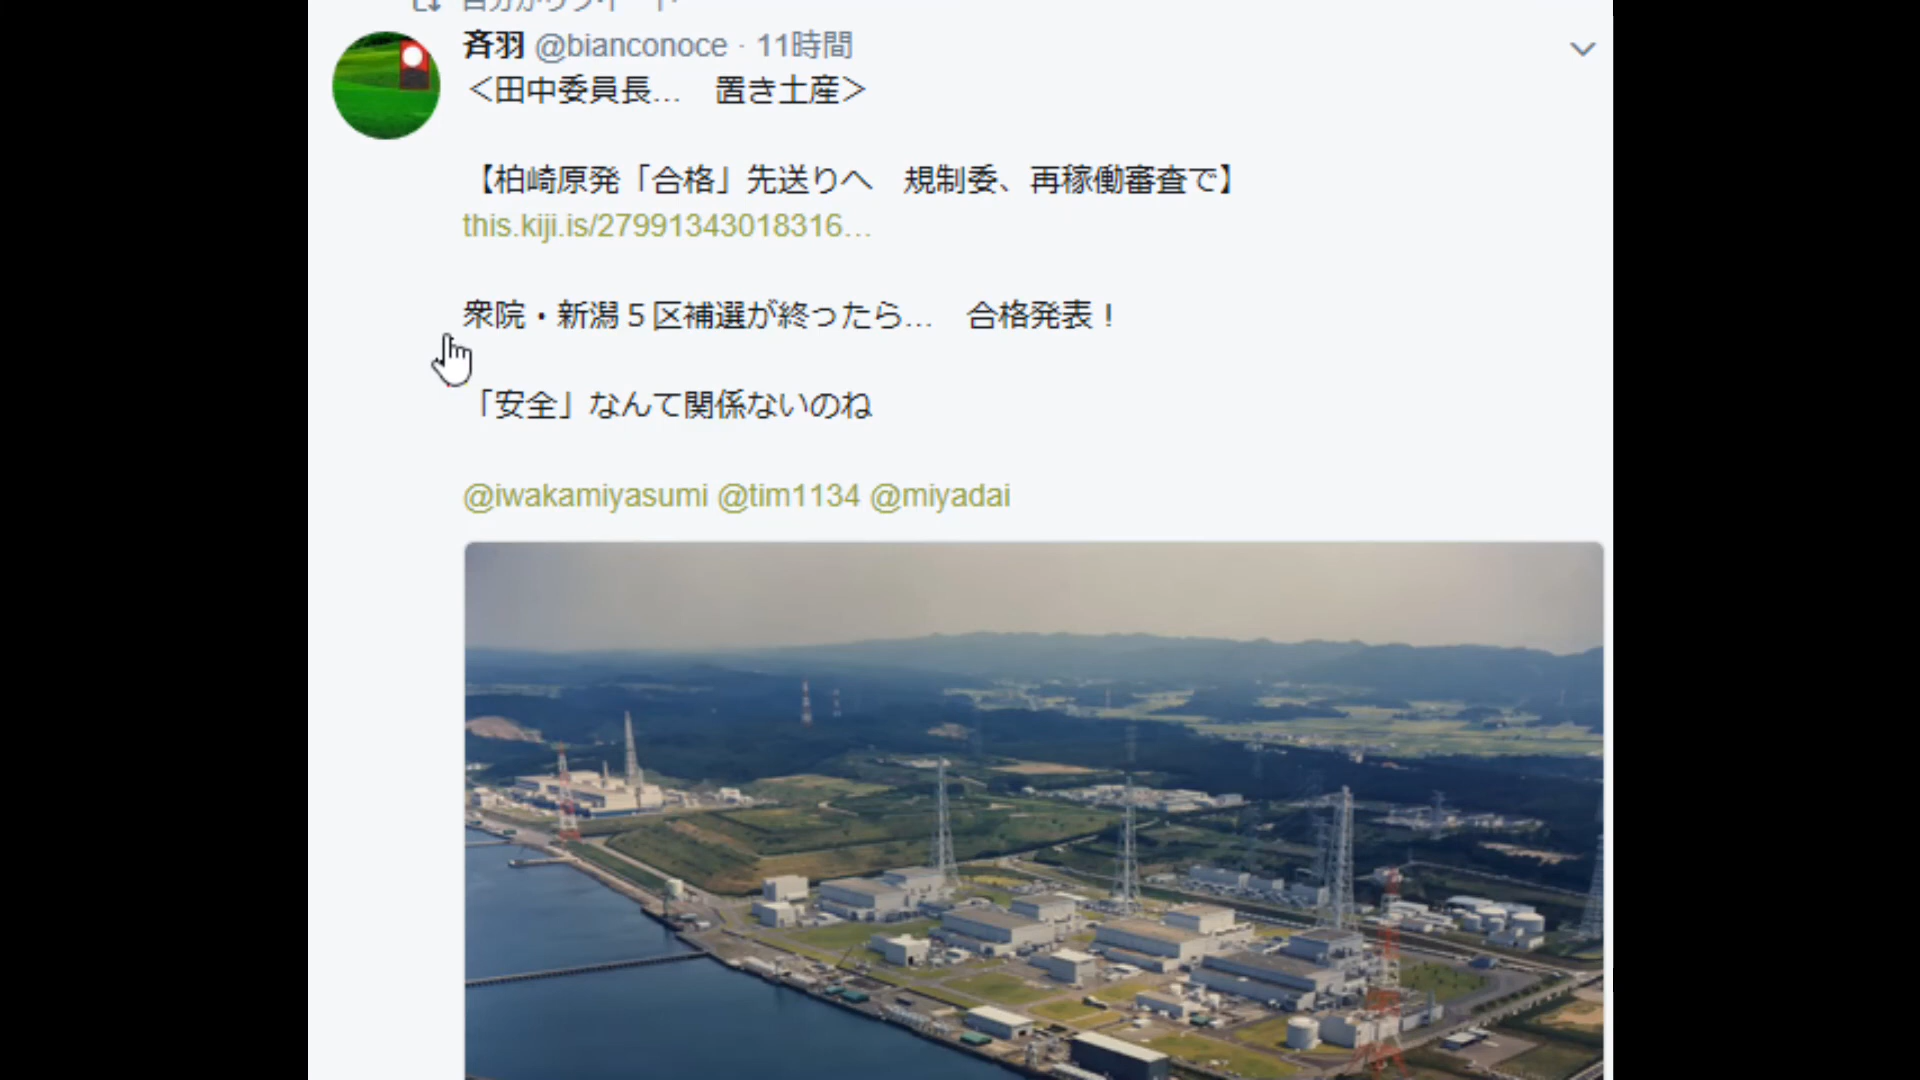 斉羽 @bianconoce · 11時間
＜田中委員長…　置き土産＞
【柏崎原発「合格」先送りへ　規制委、再稼働審査で】
this.kiji.is/27991343018316…
衆院・新潟５区補選が終ったら…　合格発表！
「安全」なんて関係ないのね
@iwakamiyasumi @tim1134 @miyadai